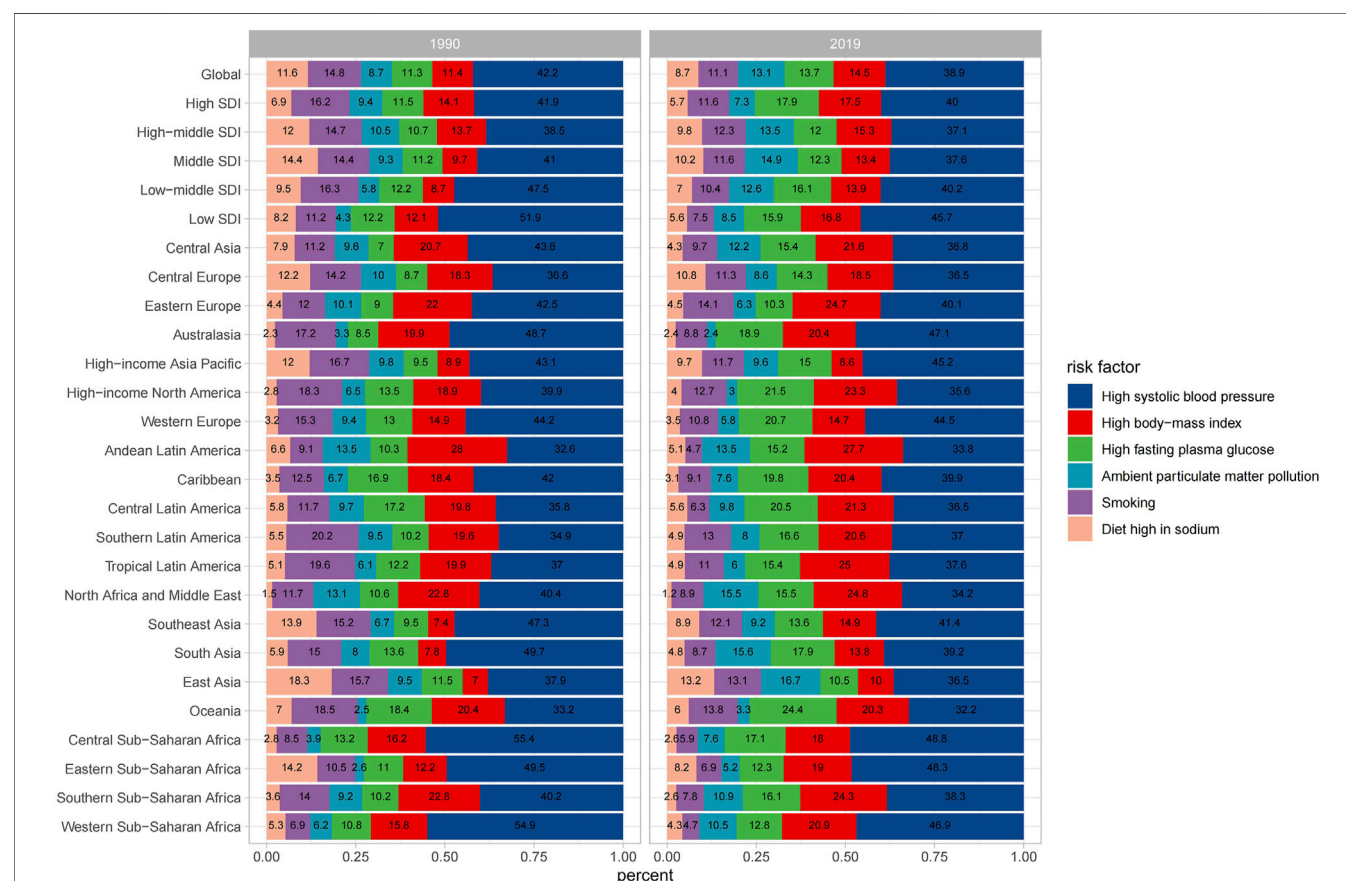 1990 2019
Global 11.6 14.8 8.7 11.3 11.4 42.2 8.7 11.1 13.1 13.7 14.5 38.9
High SDI 6.9 16.2 9.4 11.5 14.1 41.9 5.7 11.6 7.3 17.9 17.5 40
High−middle SDI 12 14.7 10.5 10.7 13.7 38.5 9.8 12.3 13.5 12 15.3 37.1
Middle SDI 14.4 14.4 9.3 11.2 9.7 41 10.2 11.6 14.9 12.3 13.4 37.6
Low−middle SDI 9.5 16.3 5.8 12.2 8.7 47.5 7 10.4 12.6 16.1 13.9 40.2
Low SDI 8.2 11.2 4.3 12.2 12.1 51.9 5.6 7.5 8.5 15.9 16.8 45.7
Central Asia 7.9 11.2 9.6 7 20.7 43.6 4.3 9.7 12.2 15.4 21.6 36.8
Central Europe 12.2 14.2 10 8.7 18.3 36.6 10.8 11.3 8.6 14.3 18.5 36.5
Eastern Europe 4.4 12 10.1 9 22 42.5 4.5 14.1 6.3 10.3 24.7 40.1
Australasia 2.3 17.2 3.3 8.5 19.9 48.7 2.4 8.8 2.4 18.9 20.4 47.1
High−income Asia Pacific 12 16.7 9.8 9.5 8.9 43.1 9.7 11.7 9.6 15 8.6 45.2
High−income North America 2.8 18.3 6.5 13.5 18.9 39.9 4 12.7 3 21.5 23.3 35.6
Western Europe 3.2 15.3 9.4 13 14.9 44.2 3.5 10.8 5.8 20.7 14.7 44.5
Andean Latin America 6.6 9.1 13.5 10.3 28 32.6 5.1 4.7 13.5 15.2 27.7 33.8
Caribbean 3.5 12.5 6.7 16.9 18.4 42 3.1 9.1 7.6 19.8 20.4 39.9
Central Latin America 5.8 11.7 9.7 17.2 19.8 35.8 5.6 6.3 9.8 20.5 21.3 36.5
Southern Latin America 5.5 20.2 9.5 10.2 19.6 34.9 4.9 13 8 16.6 20.6 37
Tropical Latin America 5.1 19.6 6.1 12.2 19.9 37 4.9 11 6 15.4 25 37.6
North Africa and Middle East 1.5 11.7 13.1 10.6 22.8 40.4 1.2 8.9 15.5 15.5 24.8 34.2
Southeast Asia 13.9 15.2 6.7 9.5 7.4 47.3 8.9 12.1 9.2 13.6 14.9 41.4
South Asia 5.9 15 8 13.6 7.8 49.7 4.8 8.7 15.6 17.9 13.8 39.2
East Asia 18.3 15.7 9.5 11.5 7 37.9 13.2 13.1 16.7 10.5 10 36.5
Oceania 7 18.5 2.5 18.4 20.4 33.2 6 13.8 3.3 24.4 20.3 32.2
Central Sub−Saharan Africa 2.8 8.5 3.9 13.2 16.2 55.4 2.6 5.9 7.6 17.1 18 48.8
Eastern Sub−Saharan Africa 14.2 10.5 2.6 11 12.2 49.5 8.2 6.9 5.2 12.3 19 48.3
Southern Sub−Saharan Africa 3.6 14 9.2 10.2 22.8 40.2 2.6 7.8 10.9 16.1 24.3 38.3
Western Sub−Saharan Africa 5.3 6.9 6.2 10.8 15.8 54.9 4.3 4.7 10.5 12.8 20.9 46.9
0.00 0.25 0.50 0.75 1.00 0.00 0.25 0.50 0.75 1.00
percent
risk factor
High systolic blood pressure
High body−mass index
High fasting plasma glucose
Ambient particulate matter pollution
Smoking
Diet high in sodium